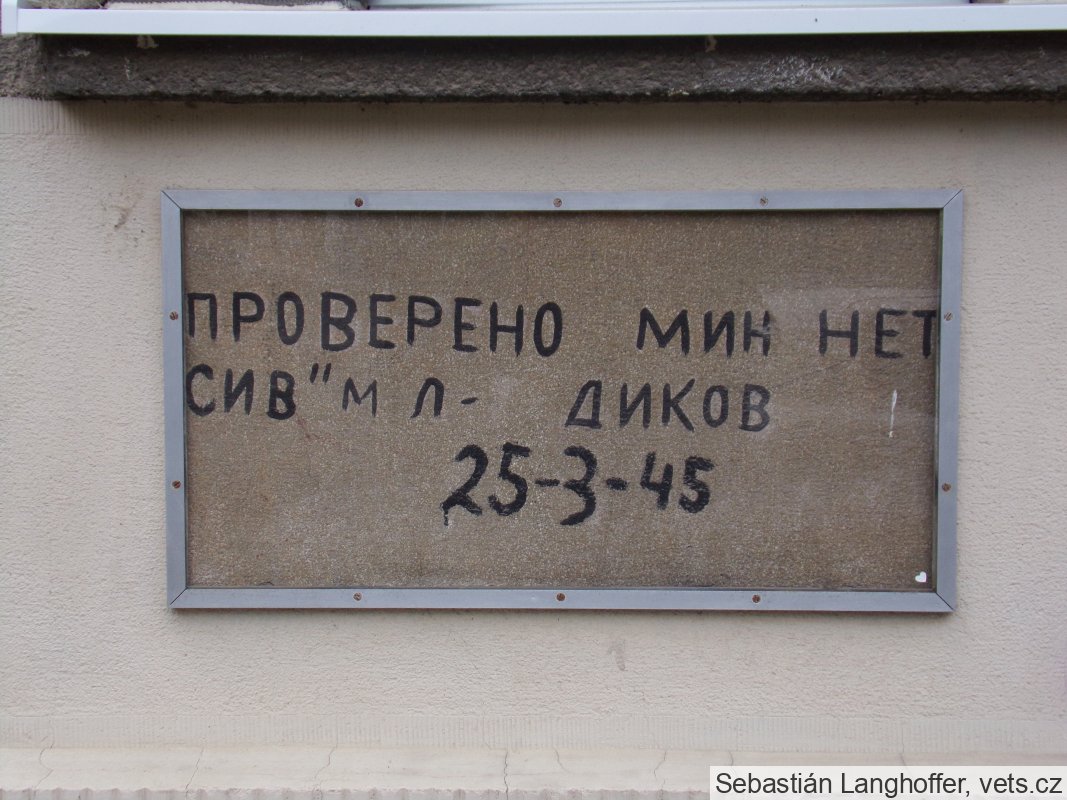 ПРОВЕРЕНО МИН НЕТ
СИВ"М Л- ДИКОВ
25-3-45
Sebastián Langhoffer, vets.cz